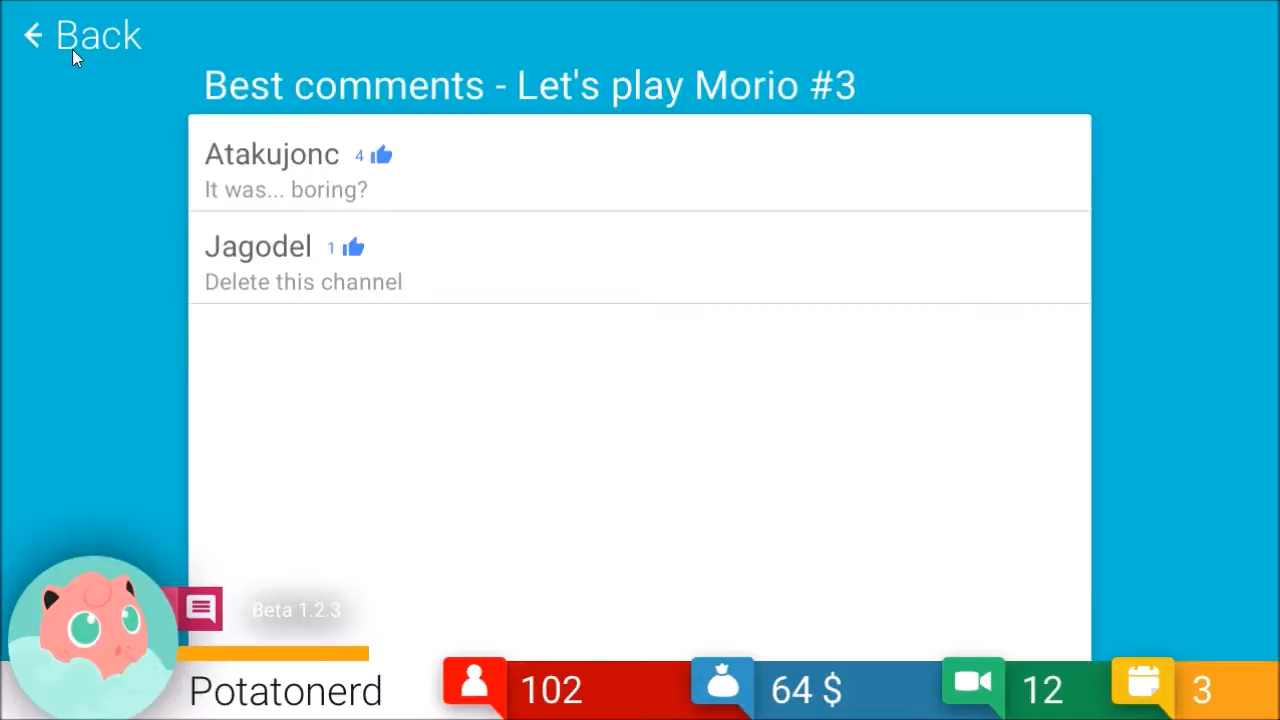 Back
Best comments - Let's play Morio #3
Atakujonc 4
It was... boring?
Jagodel 1
Delete this channel
Beta 1.2.3
Potatonerd 102 64 $ 12 3